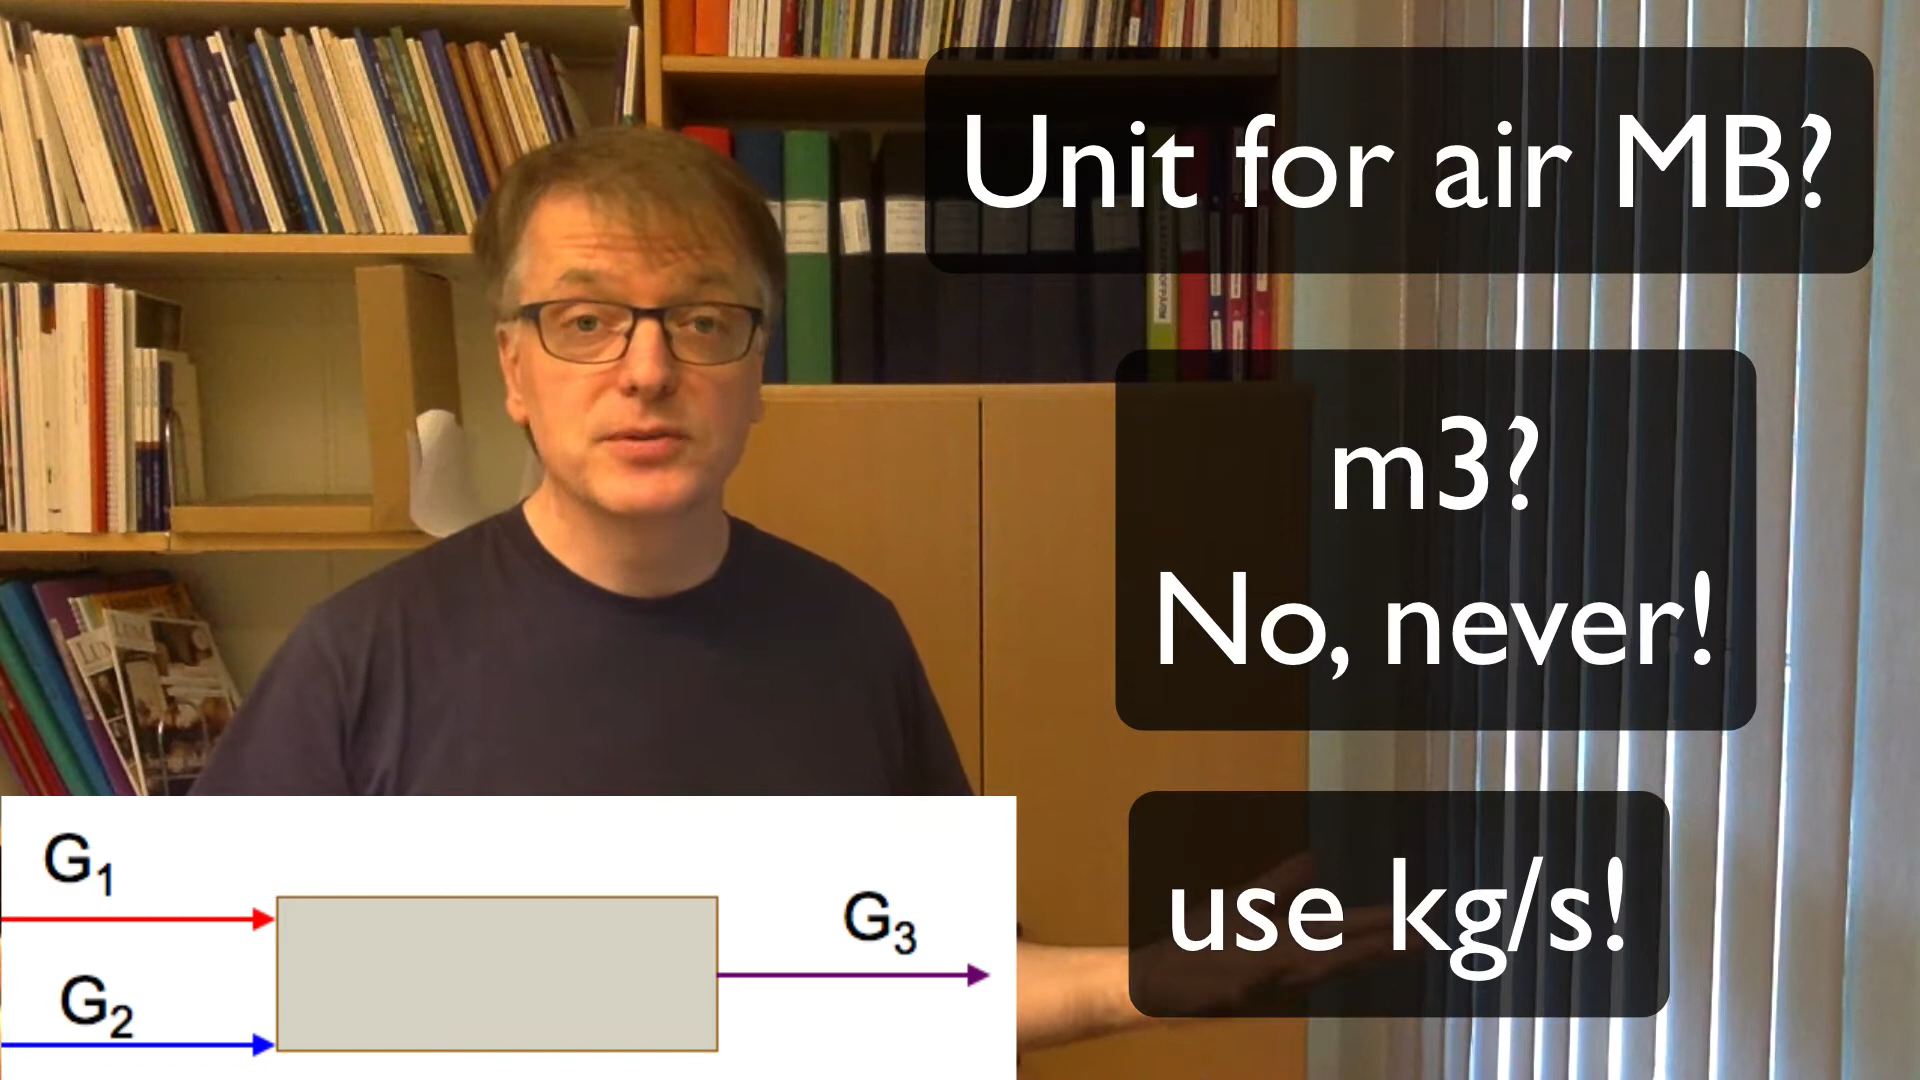 Unit for air MB?
m3?
No, never!
use kg/s!
G1
G2
G3